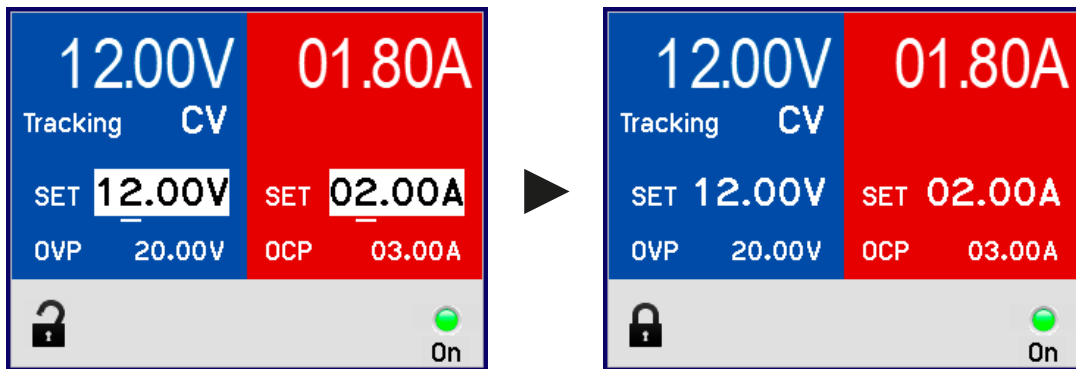 12.00V 01.80A
Tracking CV
SET 12.00V SET 02.00A
OVP 20.00V OCP 03.00A
On
12.00V 01.80A
Tracking CV
SET 12.00V SET 02.00A
OVP 20.00V OCP 03.00A
On